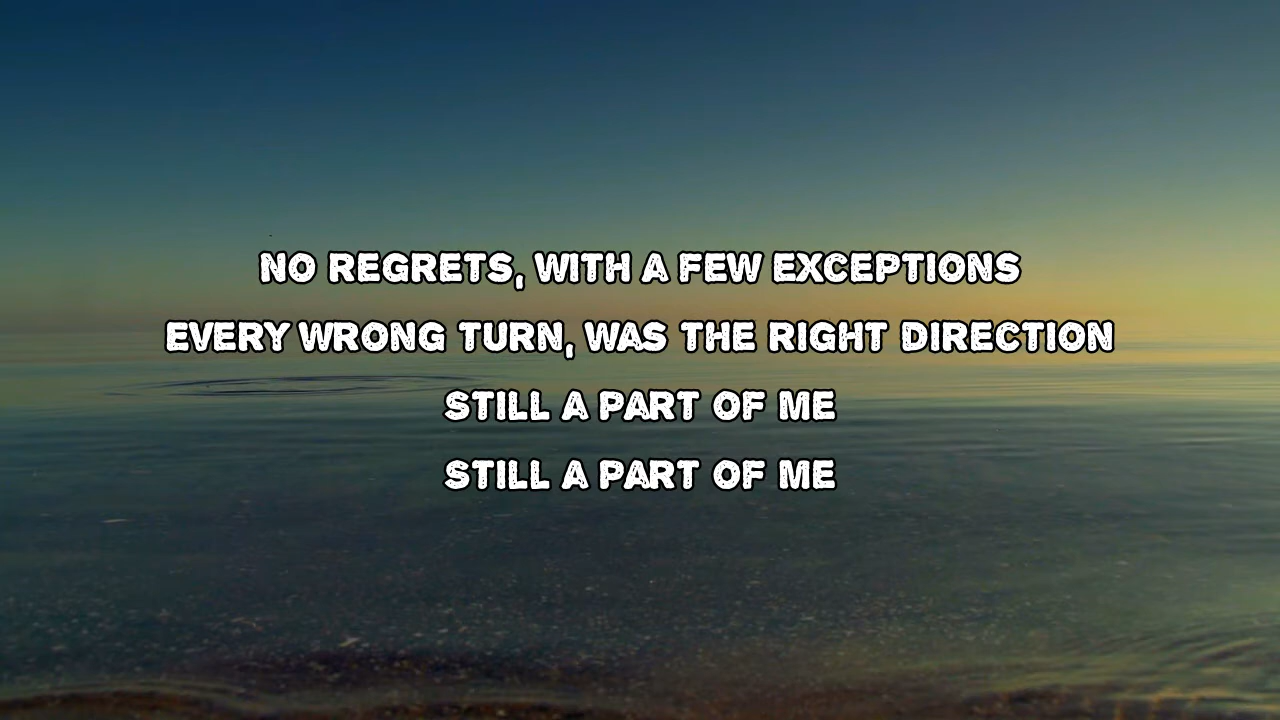 NO REGRETS, WITH A FEW EXCEPTIONS
EVERY WRONG TURN, WAS THE RIGHT DIRECTION
STILL A PART OF ME
STILL A PART OF ME